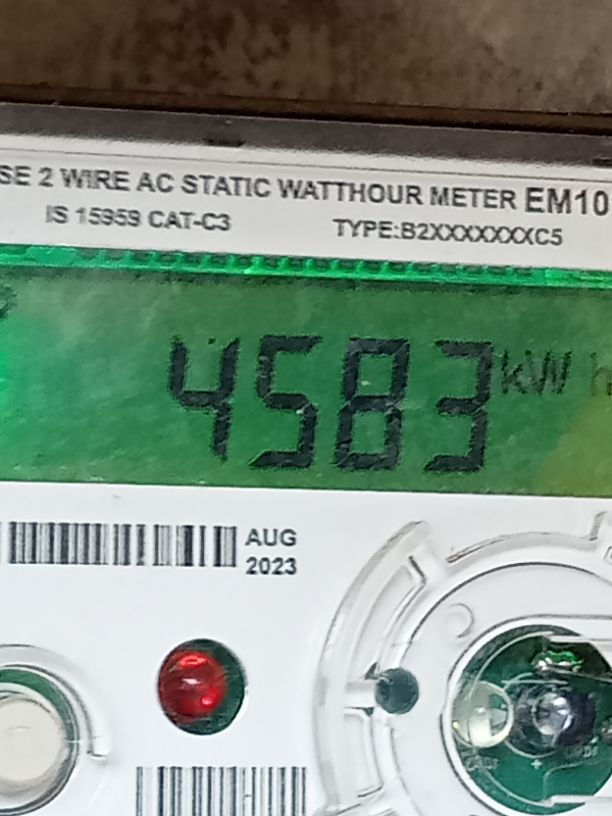 SE 2 WIRE AC STATIC WATTHOUR METER EM10
IS 15959 CAT-C3 TYPE:B2XXXXXXXC5
4583 kW h
AUG
2023